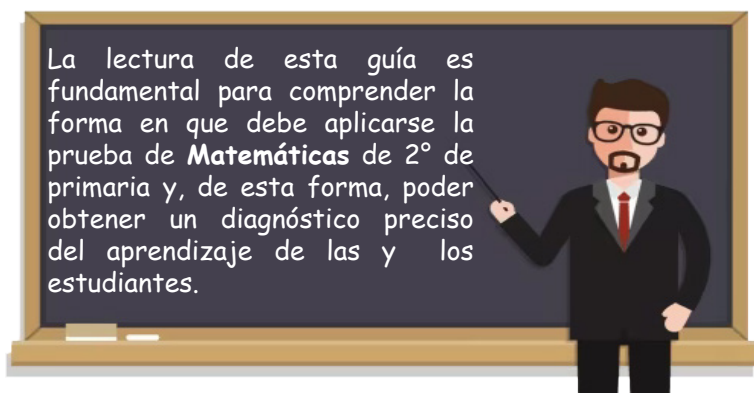 La lectura de esta guía es
fundamental para comprender la
forma en que debe aplicarse la
prueba de Matemáticas de 2° de
primaria y, de esta forma, poder
obtener un diagnóstico preciso
del aprendizaje de las y los
estudiantes.